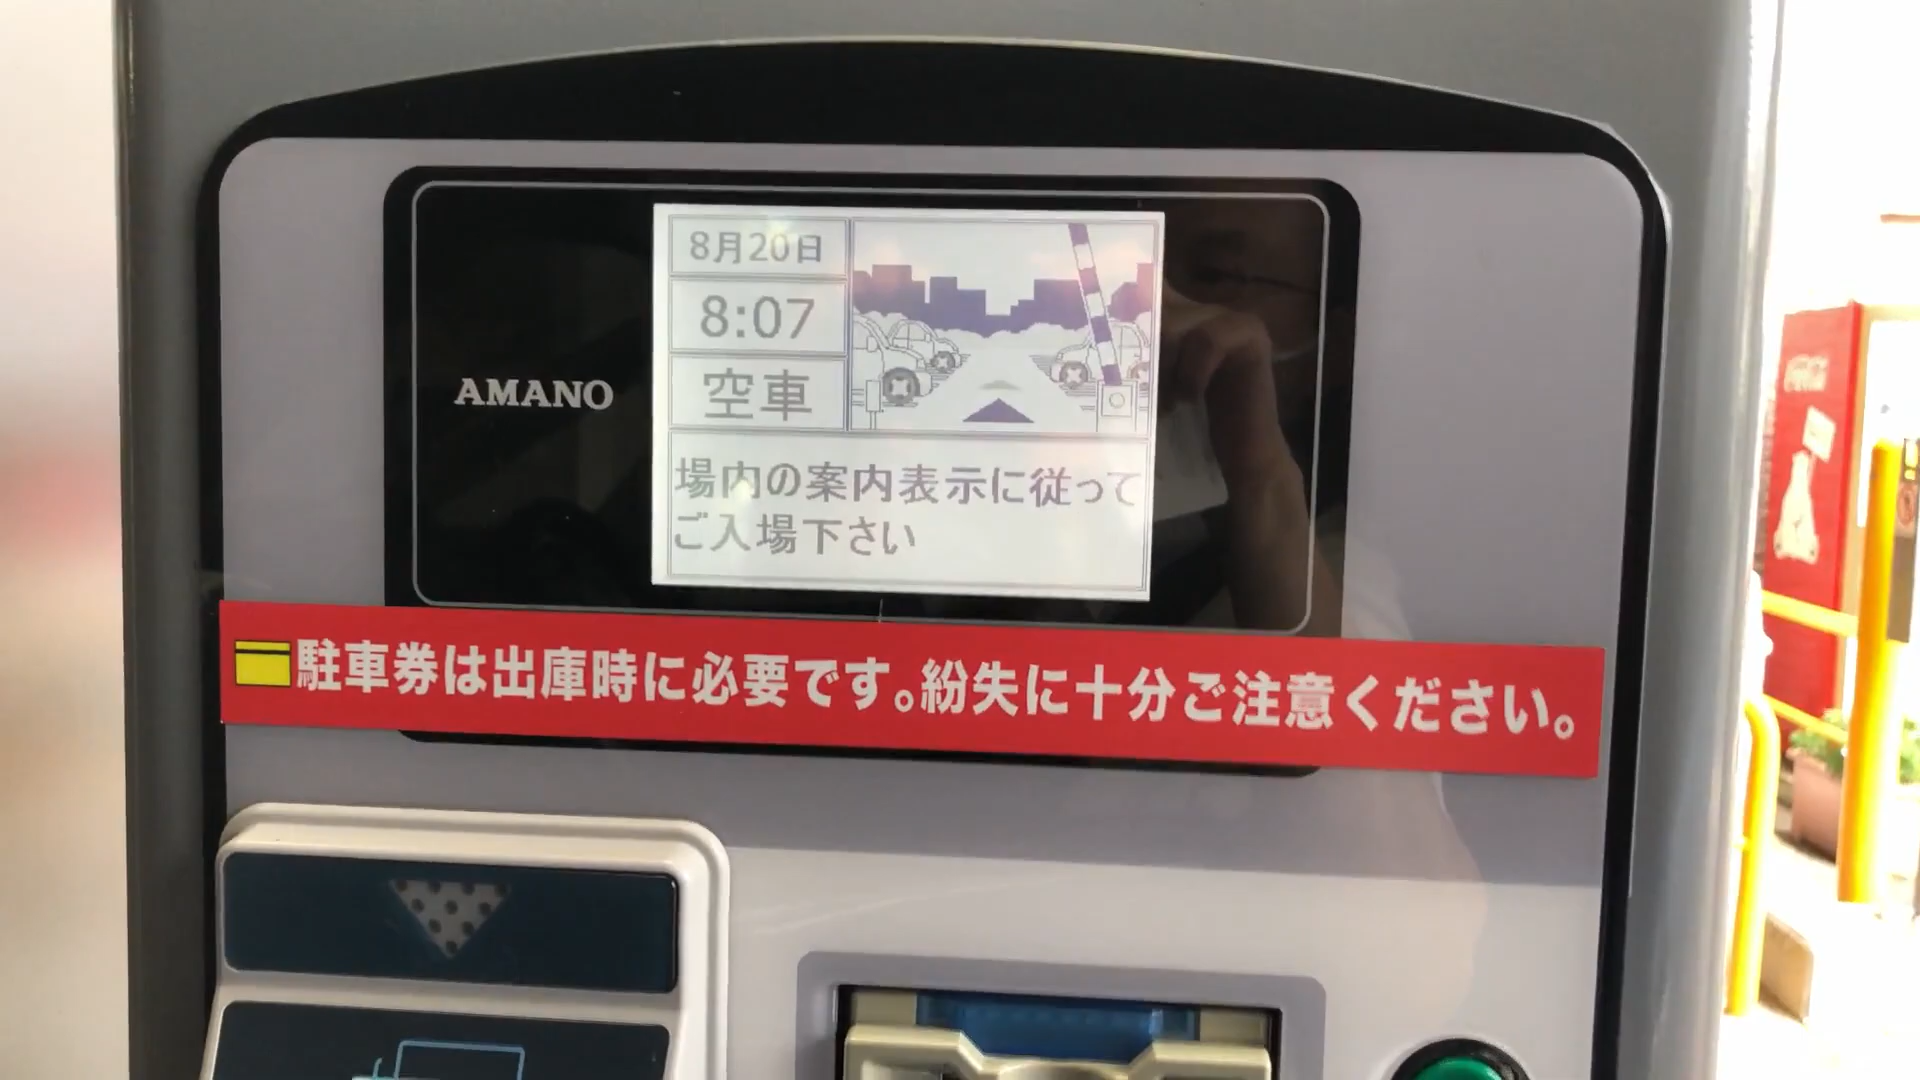 8月20日
8:07
空車
AMANO
場内の案内表示に従って
ご入場下さい
駐車券は出庫時に必要です。紛失に十分ご注意ください。
Coca-Cola